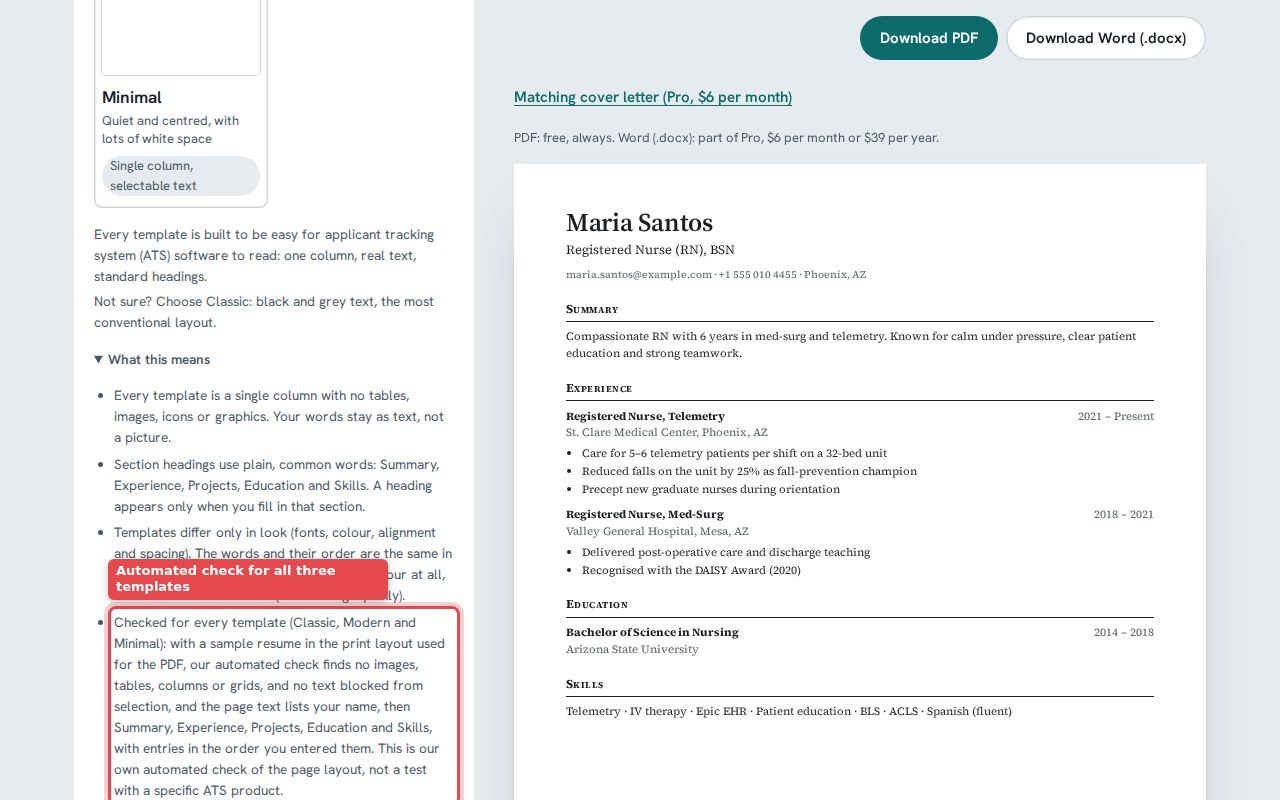 Minimal
Quiet and centred, with
lots of white space
Single column,
selectable text
Every template is built to be easy for applicant tracking
system (ATS) software to read: one column, real text,
standard headings.
Not sure? Choose Classic: black and grey text, the most
conventional layout.
▼ What this means
• Every template is a single column with no tables,
images, icons or graphics. Your words stay as text, not
a picture.
• Section headings use plain, common words: Summary,
Experience, Projects, Education and Skills. A heading
appears only when you fill in that section.
• Templates differ only in look (fonts, colour, alignment
and spacing). The words and their order are the same in
our at all,
Automated check for all three
templates
• Checked for every template (Classic, Modern and
Minimal): with a sample resume in the print layout used
for the PDF, our automated check finds no images,
tables, columns or grids, and no text blocked from
selection, and the page text lists your name, then
Summary, Experience, Projects, Education and Skills,
with entries in the order you entered them. This is our
own automated check of the page layout, not a test
with a specific ATS product.
Download PDF
Download Word (.docx)
Matching cover letter (Pro, $6 per month)
PDF: free, always. Word (.docx): part of Pro, $6 per month or $39 per year.
Maria Santos
Registered Nurse (RN), BSN
maria.santos@example.com · +1 555 010 4455 · Phoenix, AZ
Summary
Compassionate RN with 6 years in med-surg and telemetry. Known for calm under pressure, clear patient
education and strong teamwork.
Experience
Registered Nurse, Telemetry 2021 – Present
St. Clare Medical Center, Phoenix, AZ
• Care for 5–6 telemetry patients per shift on a 32-bed unit
• Reduced falls on the unit by 25% as fall-prevention champion
• Precept new graduate nurses during orientation
Registered Nurse, Med-Surg 2018 – 2021
Valley General Hospital, Mesa, AZ
• Delivered post-operative care and discharge teaching
• Recognised with the DAISY Award (2020)
Education
Bachelor of Science in Nursing 2014 – 2018
Arizona State University
Skills
Telemetry · IV therapy · Epic EHR · Patient education · BLS · ACLS · Spanish (fluent)